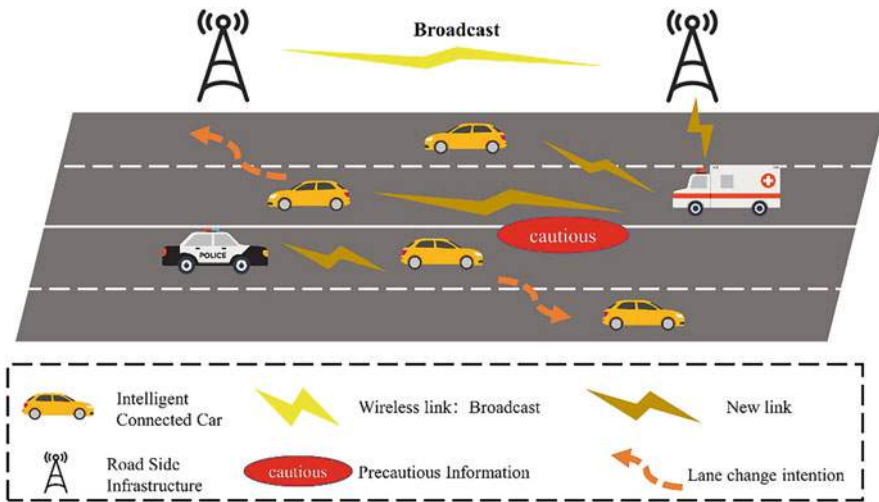 Broadcast
cautious
POLICE
Intelligent
Connected Car
Wireless link: Broadcast
New link
Road Side
Infrastructure
cautious
Precautious Information
Lane change intention